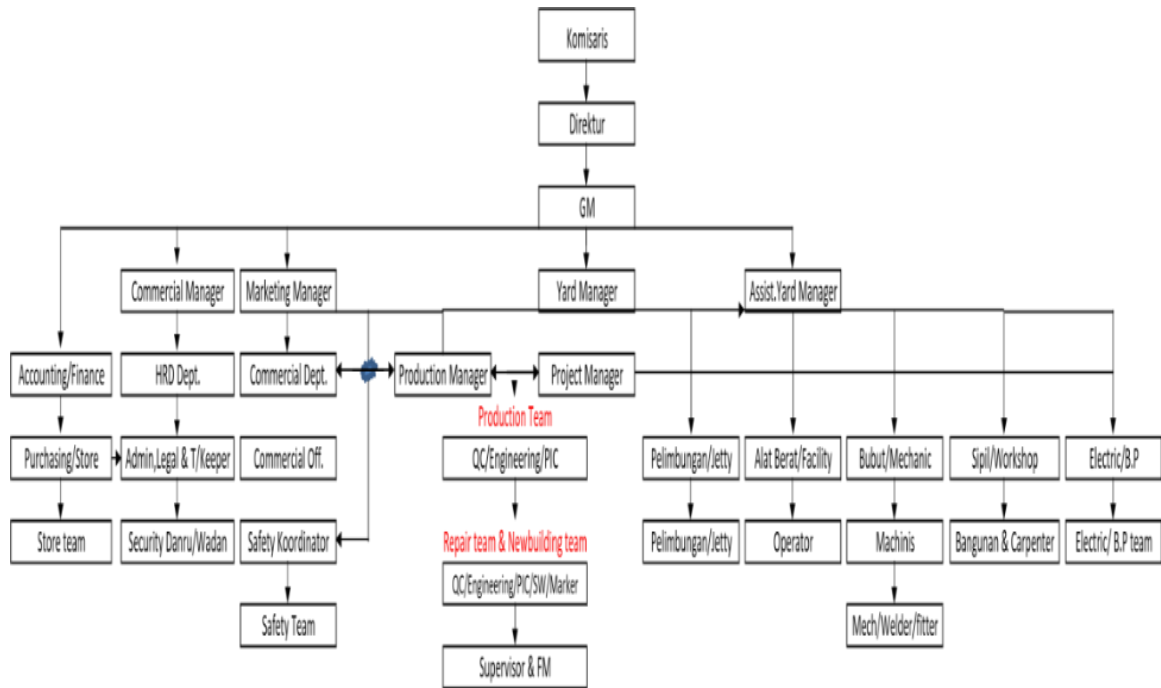 Komisaris
Direktur
GM
Commercial Manager
Marketing Manager
Yard Manager
Assist.Yard Manager
Accounting/Finance
HRD Dept.
Commercial Dept.
Production Manager
Project Manager
Production Team
Purchasing/Store
Admin,Legal & T/Keeper
Commercial Off.
QC/Engineering/PIC
Pelimbungan/Jetty
Alat Berat/Facility
Bubut/Mechanic
Sipil/Workshop
Electric/B.P
Store team
Security Danru/Wadan
Safety Koordinator
Repair team & Newbuilding team
Pelimbungan/Jetty
Operator
Machinis
Bangunan & Carpenter
Electric/ B.P team
QC/Engineering/PIC/SW/Marker
Safety Team
Mech/Welder/fitter
Supervisor & FM